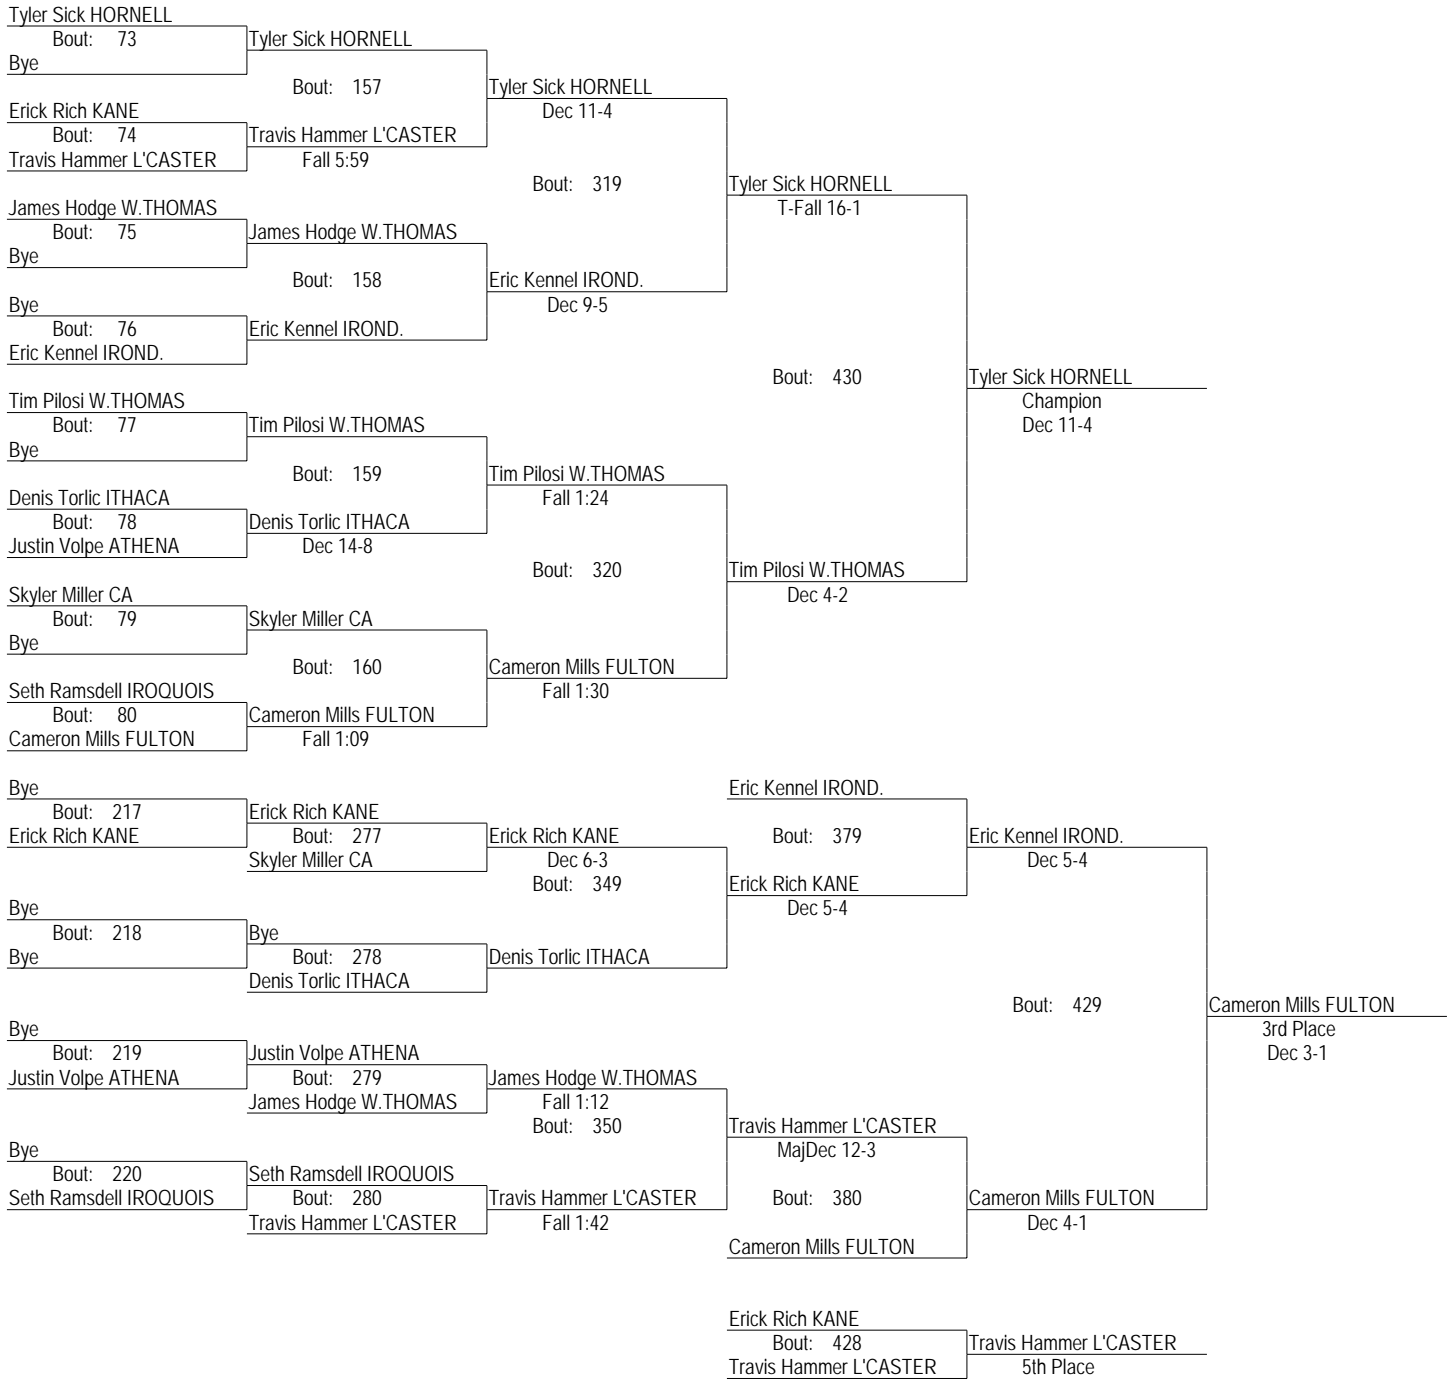 Tyler Sick HORNELL
Bout: 73
Tyler Sick HORNELL
Bye
Bout: 157
Tyler Sick HORNELL
Dec 11-4
Erick Rich KANE
Bout: 74
Travis Hammer L'CASTER
Travis Hammer L'CASTER
Fall 5:59
Bout: 319
Tyler Sick HORNELL
T-Fall 16-1
James Hodge W.THOMAS
Bout: 75
James Hodge W.THOMAS
Bye
Bout: 158
Eric Kennel IROND.
Dec 9-5
Bye
Bout: 76
Eric Kennel IROND.
Eric Kennel IROND.
Bout: 430
Tyler Sick HORNELL
Champion
Dec 11-4
Tim Pilosi W.THOMAS
Bout: 77
Tim Pilosi W.THOMAS
Bye
Bout: 159
Tim Pilosi W.THOMAS
Fall 1:24
Denis Torlic ITHACA
Bout: 78
Denis Torlic ITHACA
Justin Volpe ATHENA
Dec 14-8
Bout: 320
Tim Pilosi W.THOMAS
Dec 4-2
Skyler Miller CA
Bout: 79
Skyler Miller CA
Bye
Bout: 160
Cameron Mills FULTON
Fall 1:30
Seth Ramsdell IROQUOIS
Bout: 80
Cameron Mills FULTON
Cameron Mills FULTON
Fall 1:09
Bye
Bout: 217
Erick Rich KANE
Erick Rich KANE
Bout: 277
Skyler Miller CA
Erick Rich KANE
Dec 6-3
Bout: 349
Eric Kennel IROND.
Bout: 379
Eric Kennel IROND.
Dec 5-4
Erick Rich KANE
Dec 5-4
Bye
Bout: 218
Bye
Bye
Bout: 278
Denis Torlic ITHACA
Denis Torlic ITHACA
Bout: 429
Cameron Mills FULTON
3rd Place
Dec 3-1
Bye
Bout: 219
Justin Volpe ATHENA
Justin Volpe ATHENA
Bout: 279
James Hodge W.THOMAS
James Hodge W.THOMAS
Fall 1:12
Bout: 350
Travis Hammer L'CASTER
MajDec 12-3
Bye
Bout: 220
Seth Ramsdell IROQUOIS
Seth Ramsdell IROQUOIS
Bout: 280
Travis Hammer L'CASTER
Travis Hammer L'CASTER
Fall 1:42
Bout: 380
Cameron Mills FULTON
Dec 4-1
Cameron Mills FULTON
Erick Rich KANE
Bout: 428
Travis Hammer L'CASTER
Travis Hammer L'CASTER
5th Place